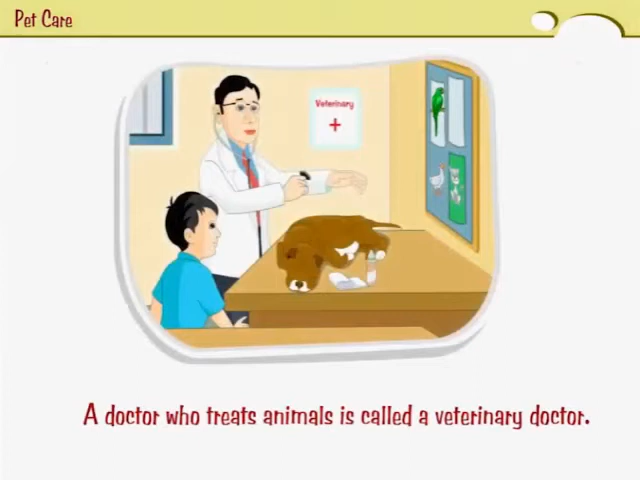 Pet Care
Veterinary
A doctor who treats animals is called a veterinary doctor.